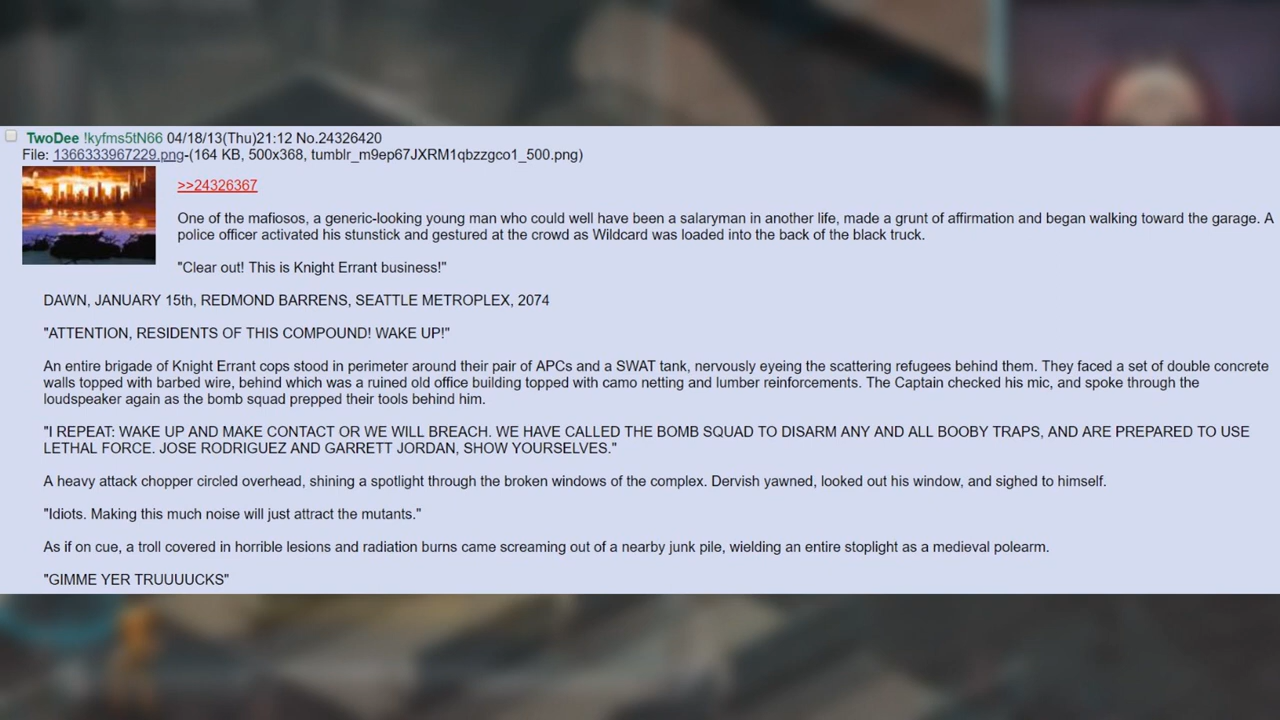 TwoDee !kyfms5tN66 04/18/13(Thu)21:12 No.24326420
File: 1366333967229.png-(164 KB, 500x368, tumblr_m9ep67JXRM1qbzzgco1_500.png)
>>24326367
One of the mafiosos, a generic-looking young man who could well have been a salaryman in another life, made a grunt of affirmation and began walking toward the garage. A
police officer activated his stunstick and gestured at the crowd as Wildcard was loaded into the back of the black truck.
"Clear out! This is Knight Errant business!"
DAWN, JANUARY 15th, REDMOND BARRENS, SEATTLE METROPLEX, 2074
"ATTENTION, RESIDENTS OF THIS COMPOUND! WAKE UP!"
An entire brigade of Knight Errant cops stood in perimeter around their pair of APCs and a SWAT tank, nervously eyeing the scattering refugees behind them. They faced a set of double concrete
walls topped with barbed wire, behind which was a ruined old office building topped with camo netting and lumber reinforcements. The Captain checked his mic, and spoke through the
loudspeaker again as the bomb squad prepped their tools behind him.
"I REPEAT: WAKE UP AND MAKE CONTACT OR WE WILL BREACH. WE HAVE CALLED THE BOMB SQUAD TO DISARM ANY AND ALL BOOBY TRAPS, AND ARE PREPARED TO USE
LETHAL FORCE. JOSE RODRIGUEZ AND GARRETT JORDAN, SHOW YOURSELVES."
A heavy attack chopper circled overhead, shining a spotlight through the broken windows of the complex. Dervish yawned, looked out his window, and sighed to himself.
"Idiots. Making this much noise will just attract the mutants."
As if on cue, a troll covered in horrible lesions and radiation burns came screaming out of a nearby junk pile, wielding an entire stoplight as a medieval polearm.
"GIMME YER TRUUUUCKS"